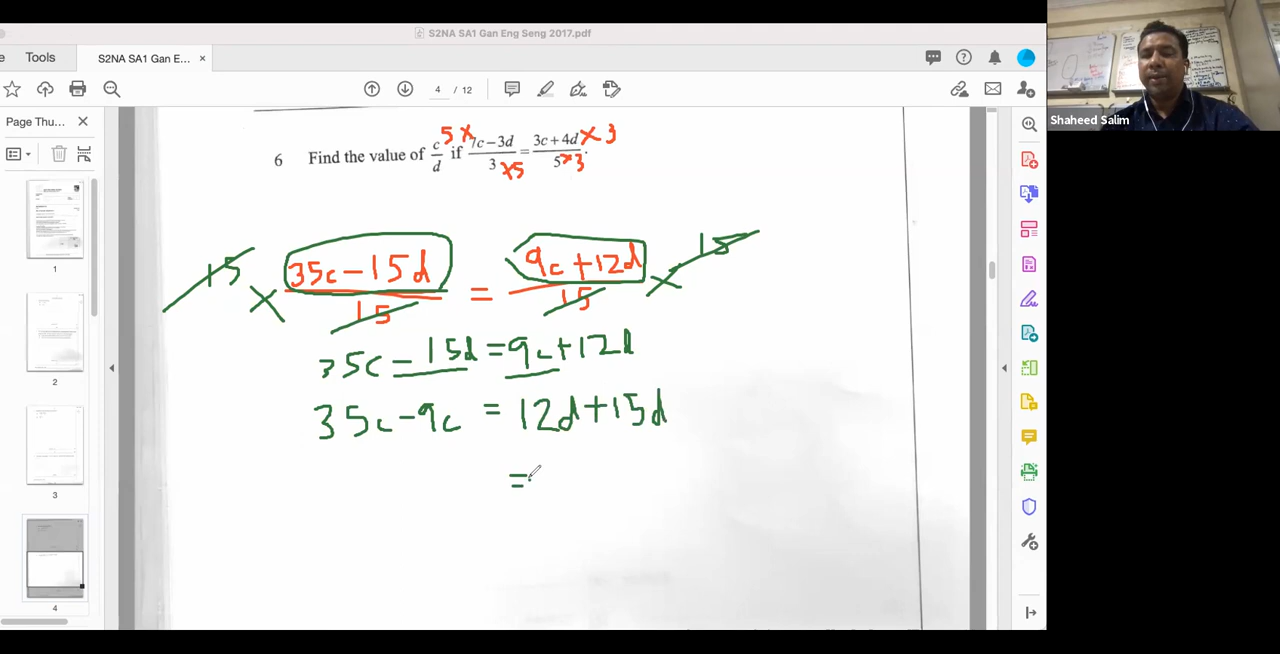 S2NA SA1 Gan Eng Seng 2017.pdf
Tools
S2NA SA1 Gan E... ×
4 / 12
Page Thu... ×
1
2
3
4
Shaheed Salim
6 Find the value of c/d if (7c − 3d)/3 = (3c + 4d)/5.
5 × × 3
×5 ×3
15 × (35c − 15d)/15 = (9c + 12d)/15 × 15
35c − 15d = 9c + 12d
35c − 9c = 12d + 15d
=